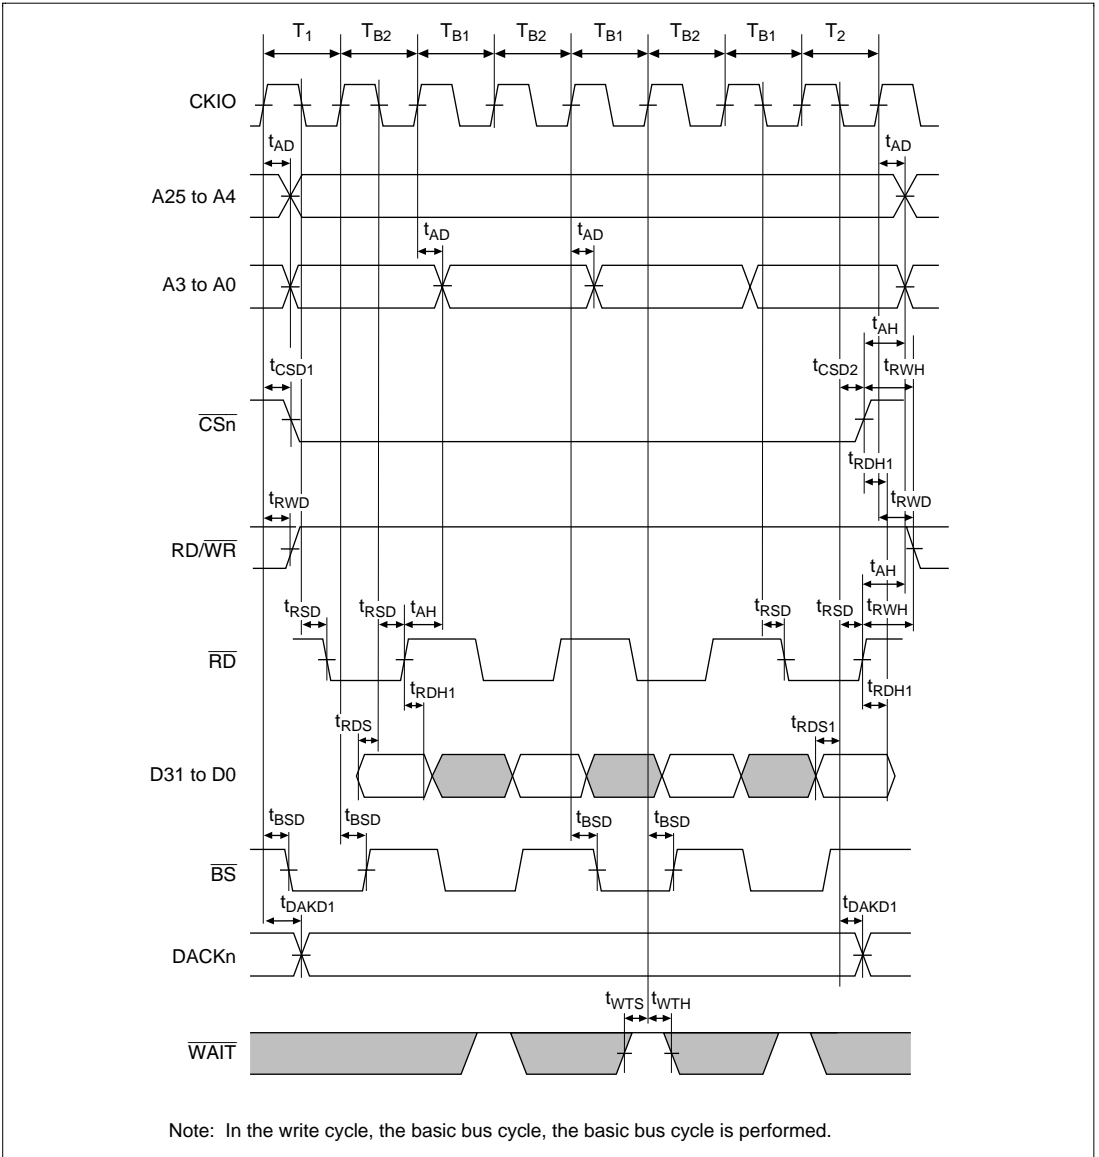 T1 TB2 TB1 TB2 TB1 TB2 TB1 T2
CKIO
tAD tAD
A25 to A4
tAD tAD
A3 to A0
tAH
tCSD1 tCSD2 tRWH
CSn
tRDH1
tRWD tRWD
RD/WR
tAH
tRSD tRSD tAH tRSD tRSD tRWH
RD
tRDH1 tRDH1
tRDS tRDS1
D31 to D0
tBSD tBSD tBSD tBSD
BS
tDAKD1 tDAKD1
DACKn
tWTS tWTH
WAIT
Note: In the write cycle, the basic bus cycle, the basic bus cycle is performed.